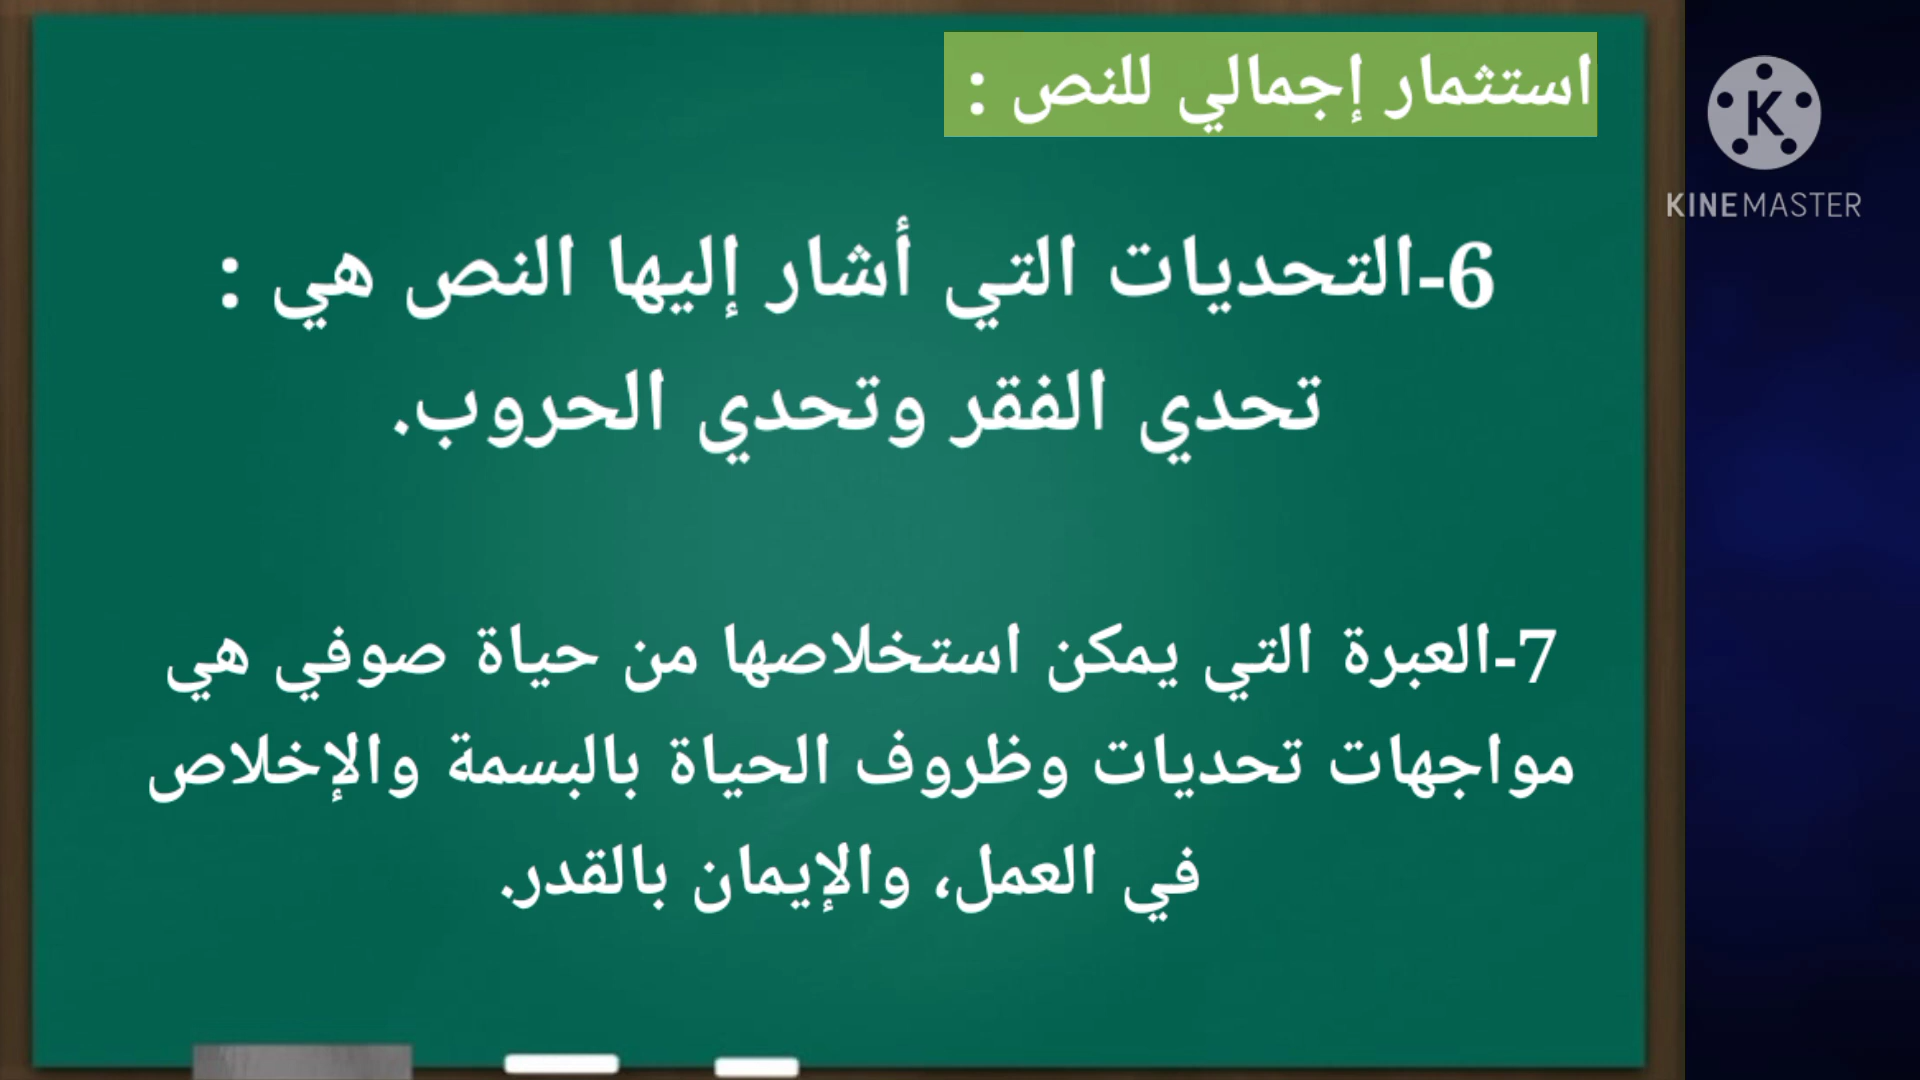 استثمار إجمالي للنص :
6-التحديات التي أشار إليها النص هي :
تحدي الفقر وتحدي الحروب.
7-العبرة التي يمكن استخلاصها من حياة صوفي هي
مواجهات تحديات وظروف الحياة بالبسمة والإخلاص
في العمل، والإيمان بالقدر.
K
KINEMASTER